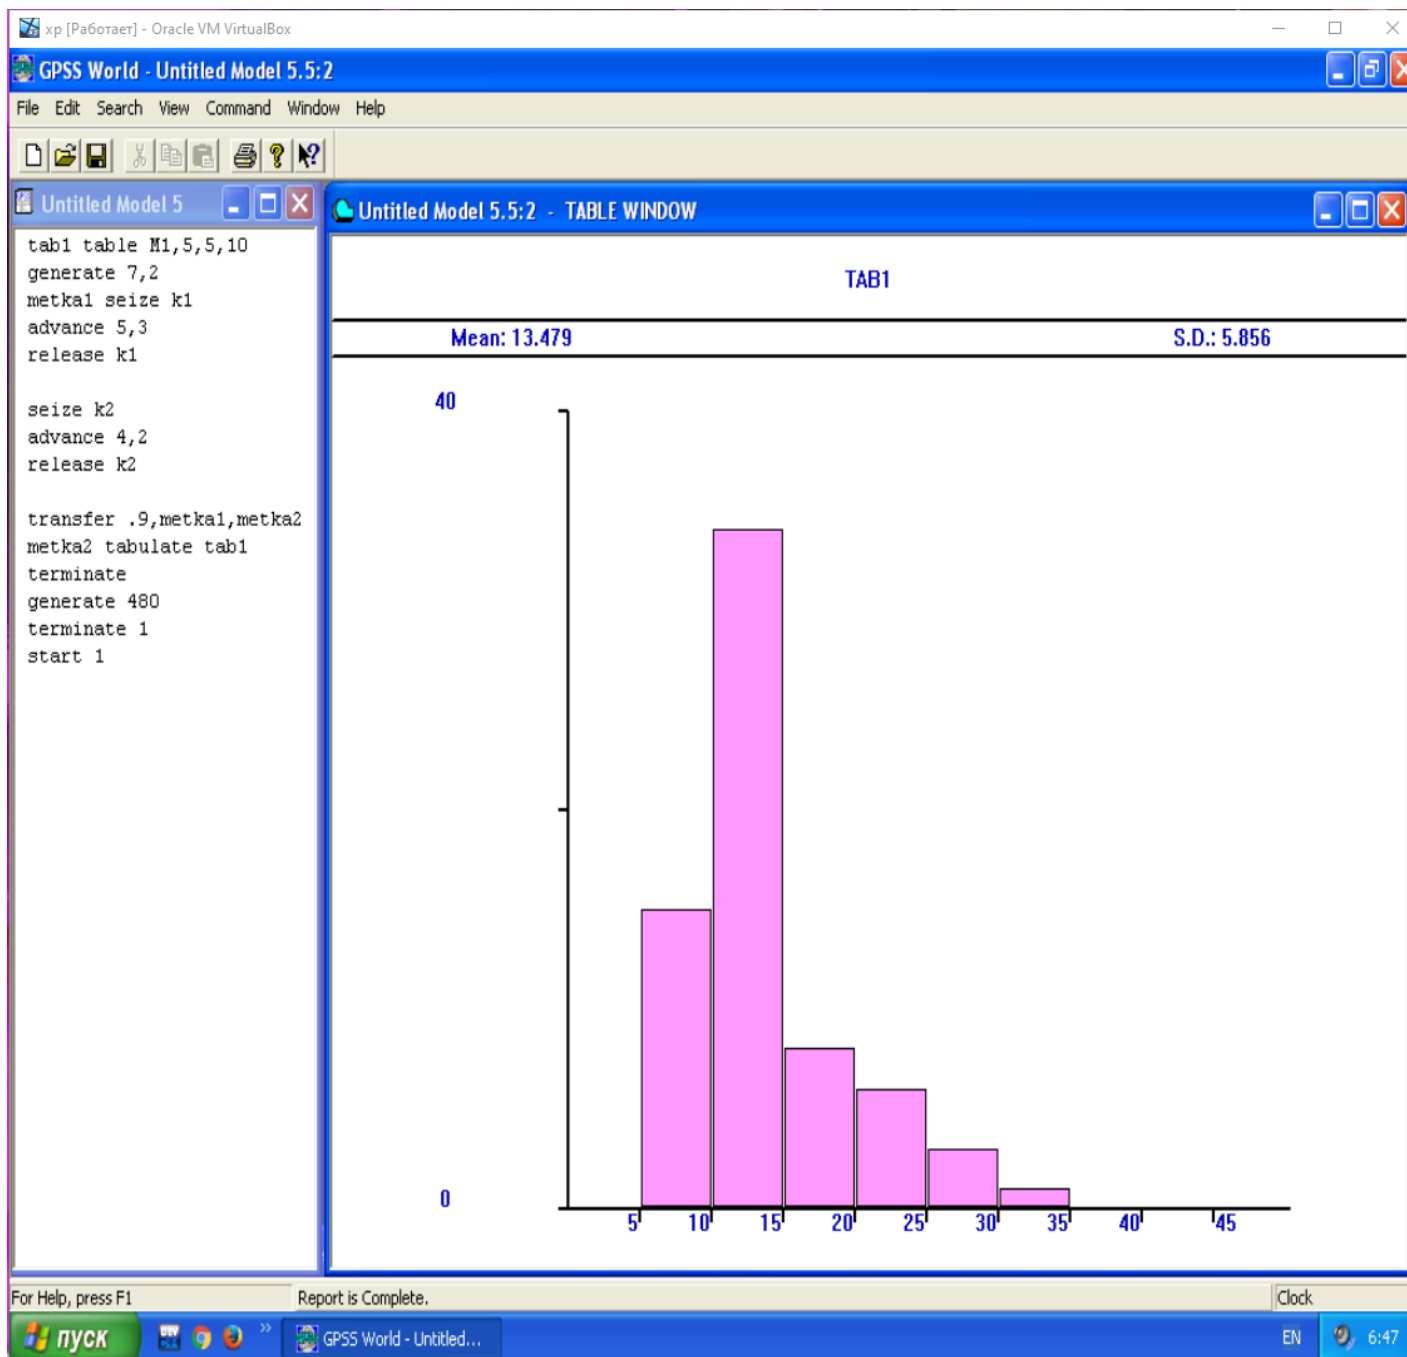 xp [Работает] - Oracle VM VirtualBox
GPSS World - Untitled Model 5.5:2
File Edit Search View Command Window Help
Untitled Model 5
tab1 table M1,5,5,10
generate 7,2
metka1 seize k1
advance 5,3
release k1
seize k2
advance 4,2
release k2
transfer .9,metka1,metka2
metka2 tabulate tab1
terminate
generate 480
terminate 1
start 1
Untitled Model 5.5:2 - TABLE WINDOW
TAB1
Mean: 13.479 S.D.: 5.856
40
0
5 10 15 20 25 30 35 40 45
For Help, press F1 Report is Complete. Clock
пуск GPSS World - Untitled... EN 6:47